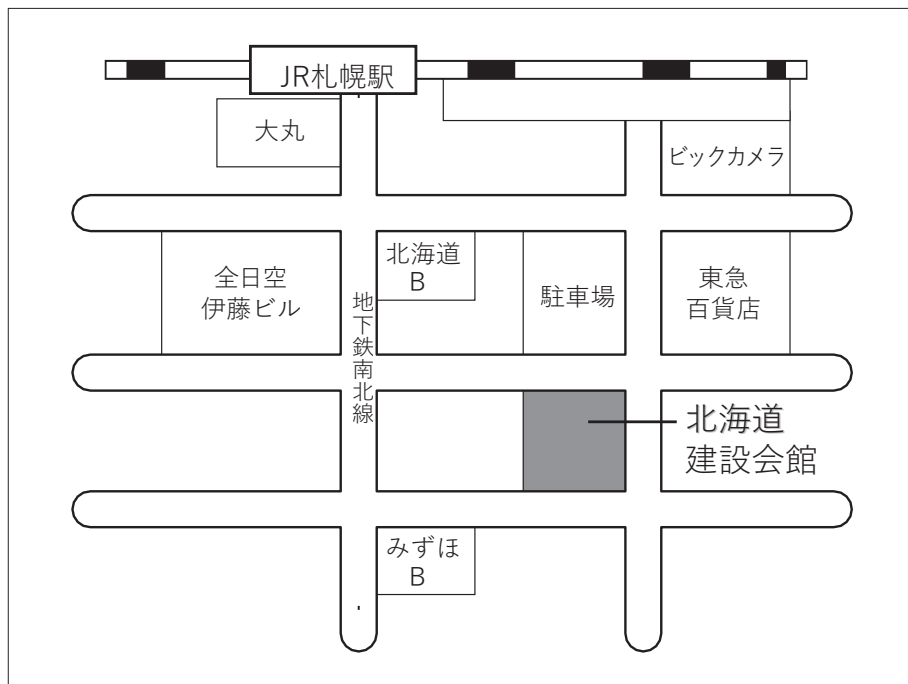 JR札幌駅
大丸
ビックカメラ
全日空
伊藤ビル
地下鉄南北線
北海道
B
駐車場
東急
百貨店
北海道
建設会館
みずほ
B